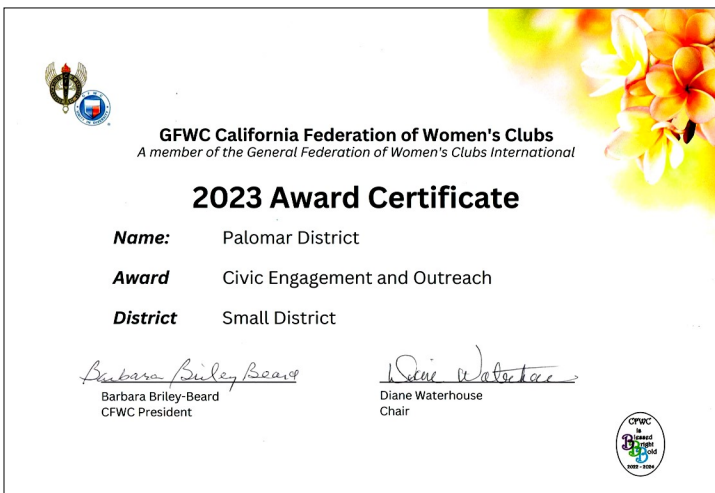 GFWC California Federation of Women's Clubs
A member of the General Federation of Women's Clubs International
2023 Award Certificate
Name: Palomar District
Award Civic Engagement and Outreach
District Small District
Barbara Briley Beard
Diane Waterhouse
Barbara Briley-Beard
Diane Waterhouse
CFWC President
Chair
CFWC
is
Blessed
Bright
Bold
2022 - 2024